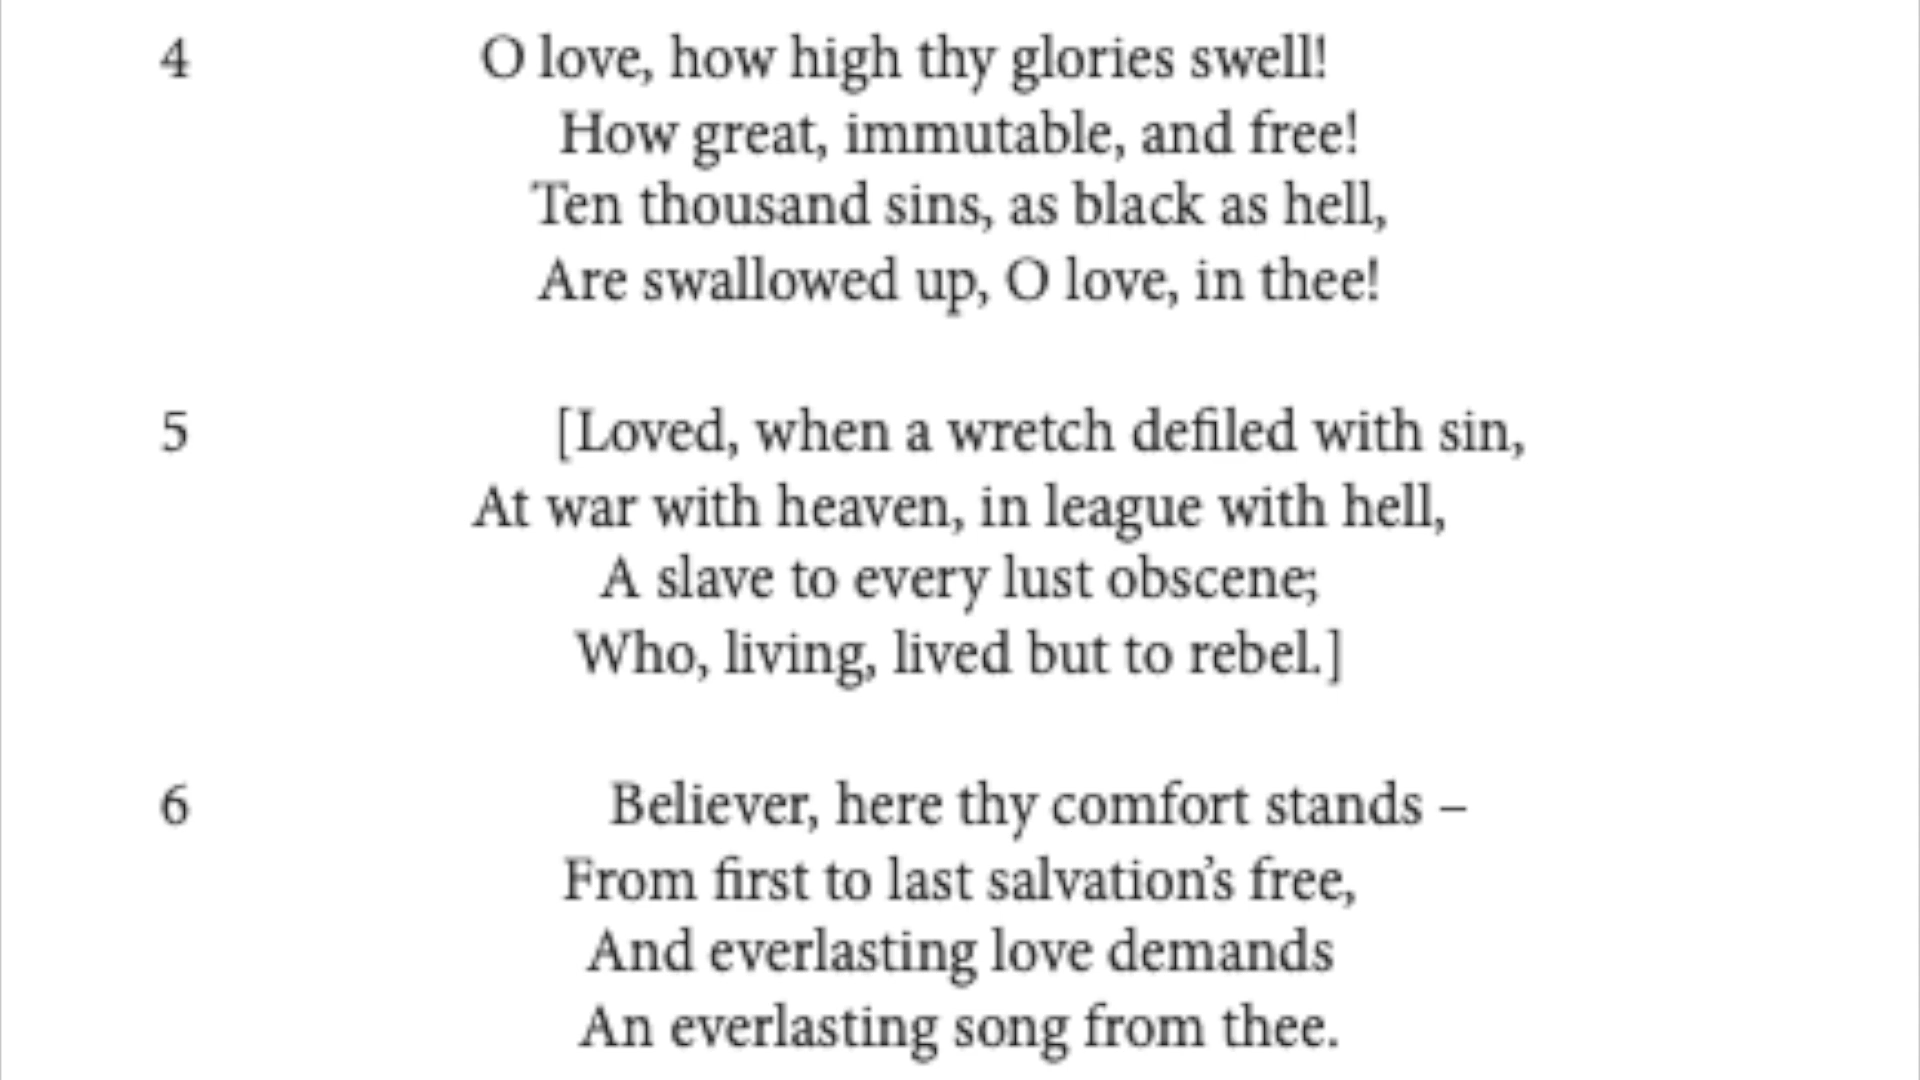 4 O love, how high thy glories swell!
How great, immutable, and free!
Ten thousand sins, as black as hell,
Are swallowed up, O love, in thee!
5 [Loved, when a wretch defiled with sin,
At war with heaven, in league with hell,
A slave to every lust obscene;
Who, living, lived but to rebel.]
6 Believer, here thy comfort stands –
From first to last salvation’s free,
And everlasting love demands
An everlasting song from thee.